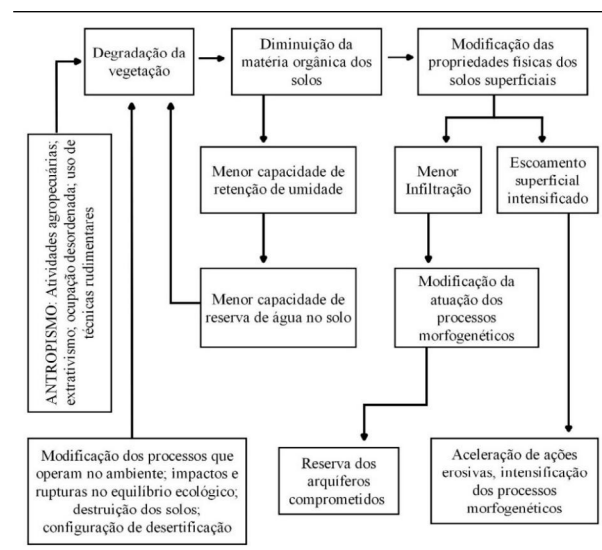 Degradação da
vegetação
Diminuição da
matéria orgânica dos
solos
Modificação das
propriedades físicas dos
solos superficiais
ANTROPISMO: Atividades agropecuárias;
extrativismo; ocupação desordenada; uso de
técnicas rudimentares
Menor capacidade de
retenção de umidade
Menor
Infiltração
Escoamento
superficial
intensificado
Menor capacidade de
reserva de água no solo
Modificação da
atuação dos
processos
morfogenéticos
Modificação dos processos que
operam no ambiente; impactos e
rupturas no equilíbrio ecológico;
destruição dos solos;
configuração de desertificação
Reserva dos
arquíferos
comprometidos
Aceleração de ações
erosivas, intensificação
dos processos
morfogenéticos